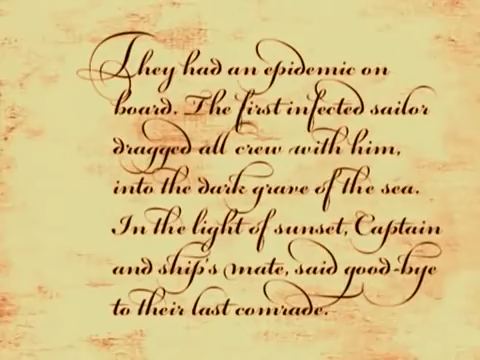 They had an epidemic on
board. The first infected sailor
dragged all crew with him,
into the dark grave of the sea.
In the light of sunset, Captain
and ship's mate, said good-bye
to their last comrade.